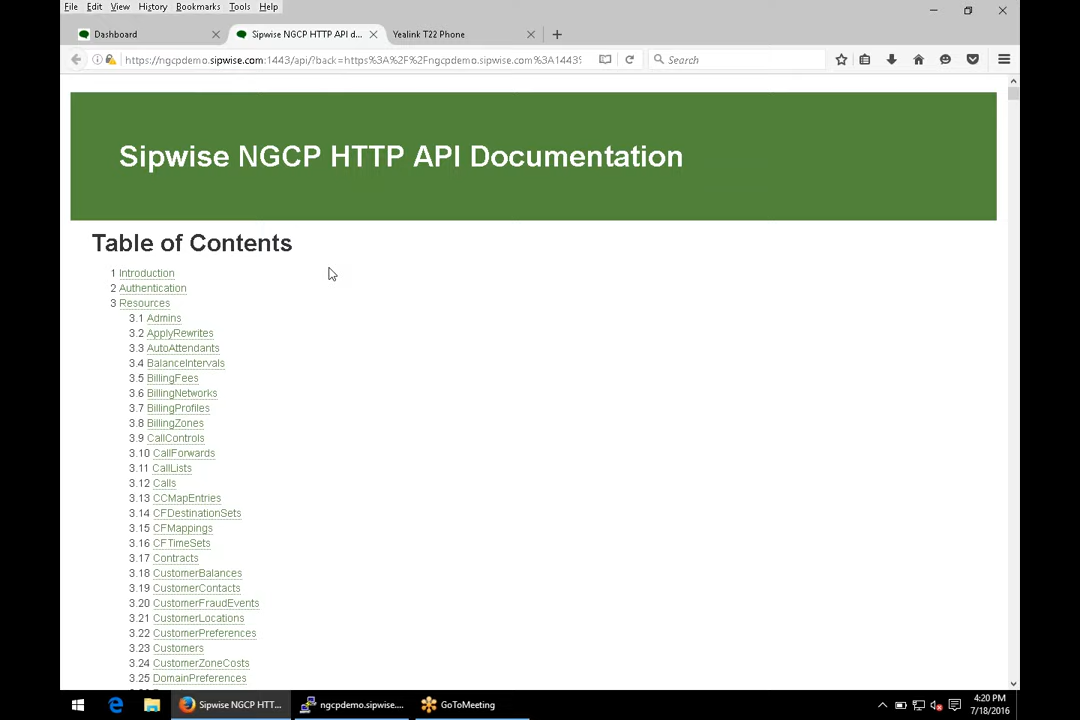 File Edit View History Bookmarks Tools Help
Dashboard
Sipwise NGCP HTTP API d...
Yealink T22 Phone
https://ngcpdemo.sipwise.com:1443/api/?back=https%3A%2F%2Fngcpdemo.sipwise.com%3A1443%
Search
Sipwise NGCP HTTP API Documentation
Table of Contents
1 Introduction
2 Authentication
3 Resources
3.1 Admins
3.2 ApplyRewrites
3.3 AutoAttendants
3.4 BalanceIntervals
3.5 BillingFees
3.6 BillingNetworks
3.7 BillingProfiles
3.8 BillingZones
3.9 CallControls
3.10 CallForwards
3.11 CallLists
3.12 Calls
3.13 CCMapEntries
3.14 CFDestinationSets
3.15 CFMappings
3.16 CFTimeSets
3.17 Contracts
3.18 CustomerBalances
3.19 CustomerContacts
3.20 CustomerFraudEvents
3.21 CustomerLocations
3.22 CustomerPreferences
3.23 Customers
3.24 CustomerZoneCosts
3.25 DomainPreferences
Sipwise NGCP HTT...
ngcpdemo.sipwise....
GoToMeeting
4:20 PM
7/18/2016